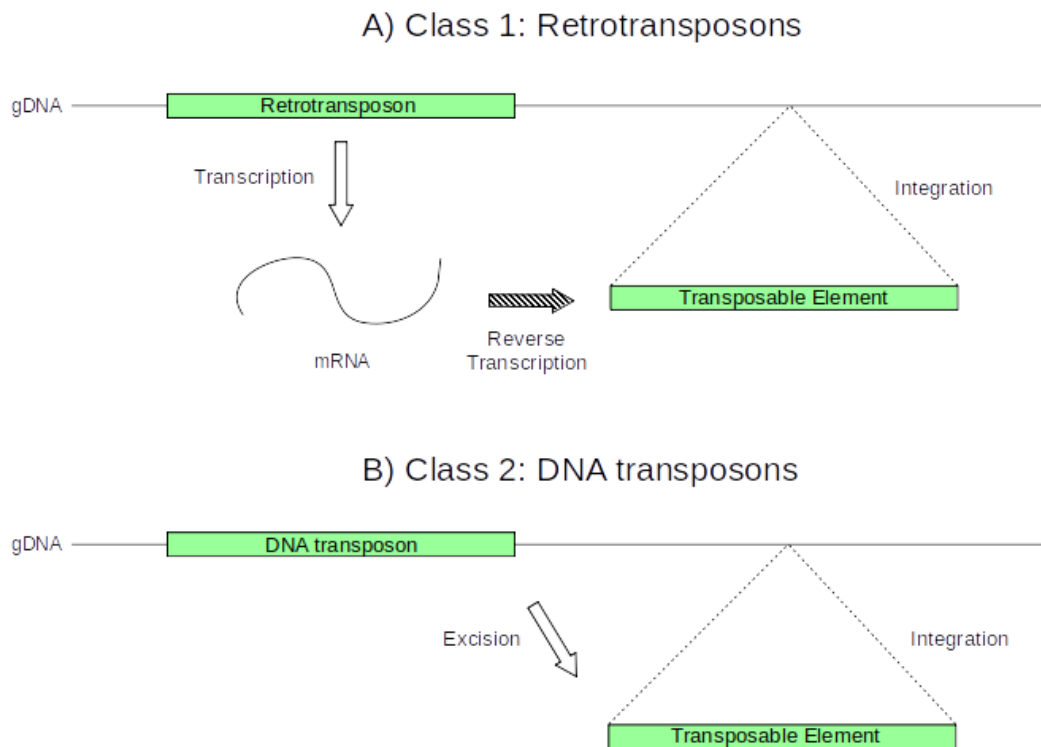 A) Class 1: Retrotransposons
gDNA
Retrotransposon
Transcription
Integration
Transposable Element
mRNA
Reverse
Transcription
B) Class 2: DNA transposons
gDNA
DNA transposon
Excision
Integration
Transposable Element